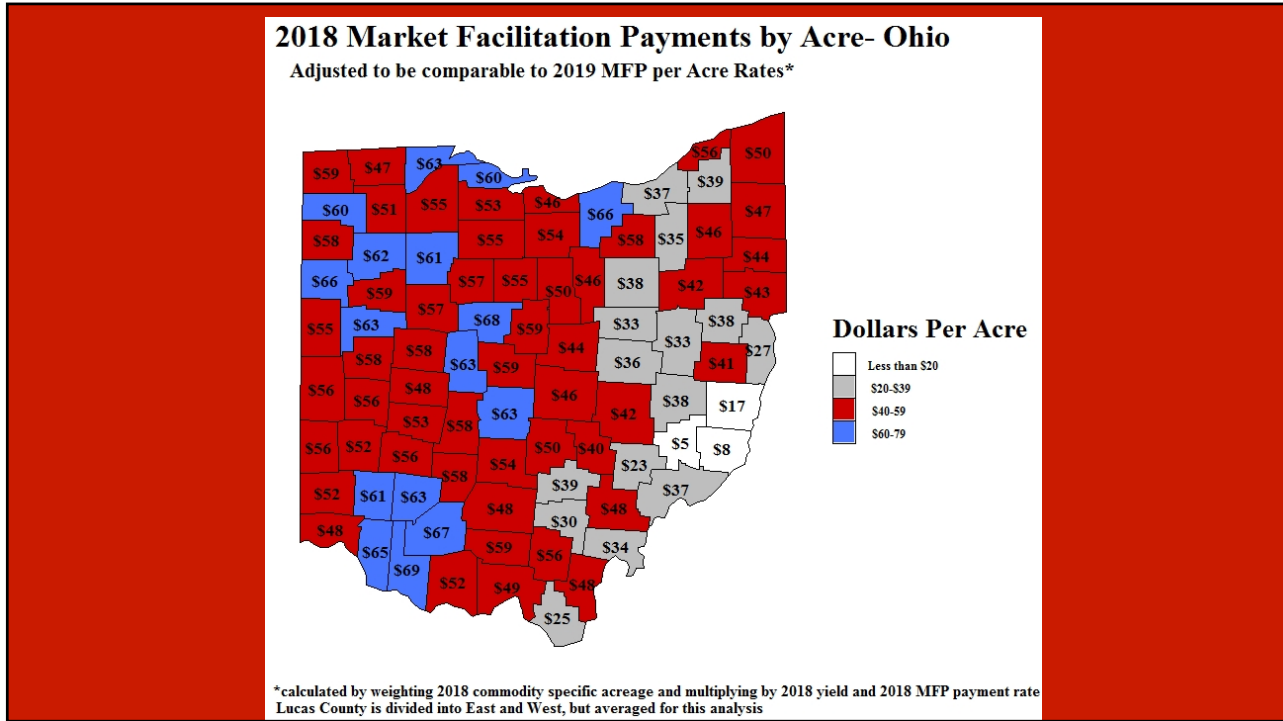 2018 Market Facilitation Payments by Acre- Ohio
Adjusted to be comparable to 2019 MFP per Acre Rates*
$56 $50
$59 $47 $63 $60 $37 $39
$60 $51 $55 $53 $46 $66 $47
$58 $55 $54 $58 $35 $46 $44
$62 $61
$66 $59 $57 $55 $50 $46 $38 $42 $43
$55 $63 $57 $68 $59 $33 $38
$58 $58 $63 $59 $44 $36 $33 $41 $27
$56 $56 $48 $63 $46 $42 $38 $17
$53 $58
$56 $52 $56 $50 $40 $5 $8
$58 $54 $23
$52 $61 $63 $48 $39 $48 $37
$48 $67 $30
$65 $59 $56 $34
$69 $52 $49 $48
$25
Dollars Per Acre
Less than $20
$20-$39
$40-59
$60-79
*calculated by weighting 2018 commodity specific acreage and multiplying by 2018 yield and 2018 MFP payment rate
Lucas County is divided into East and West, but averaged for this analysis